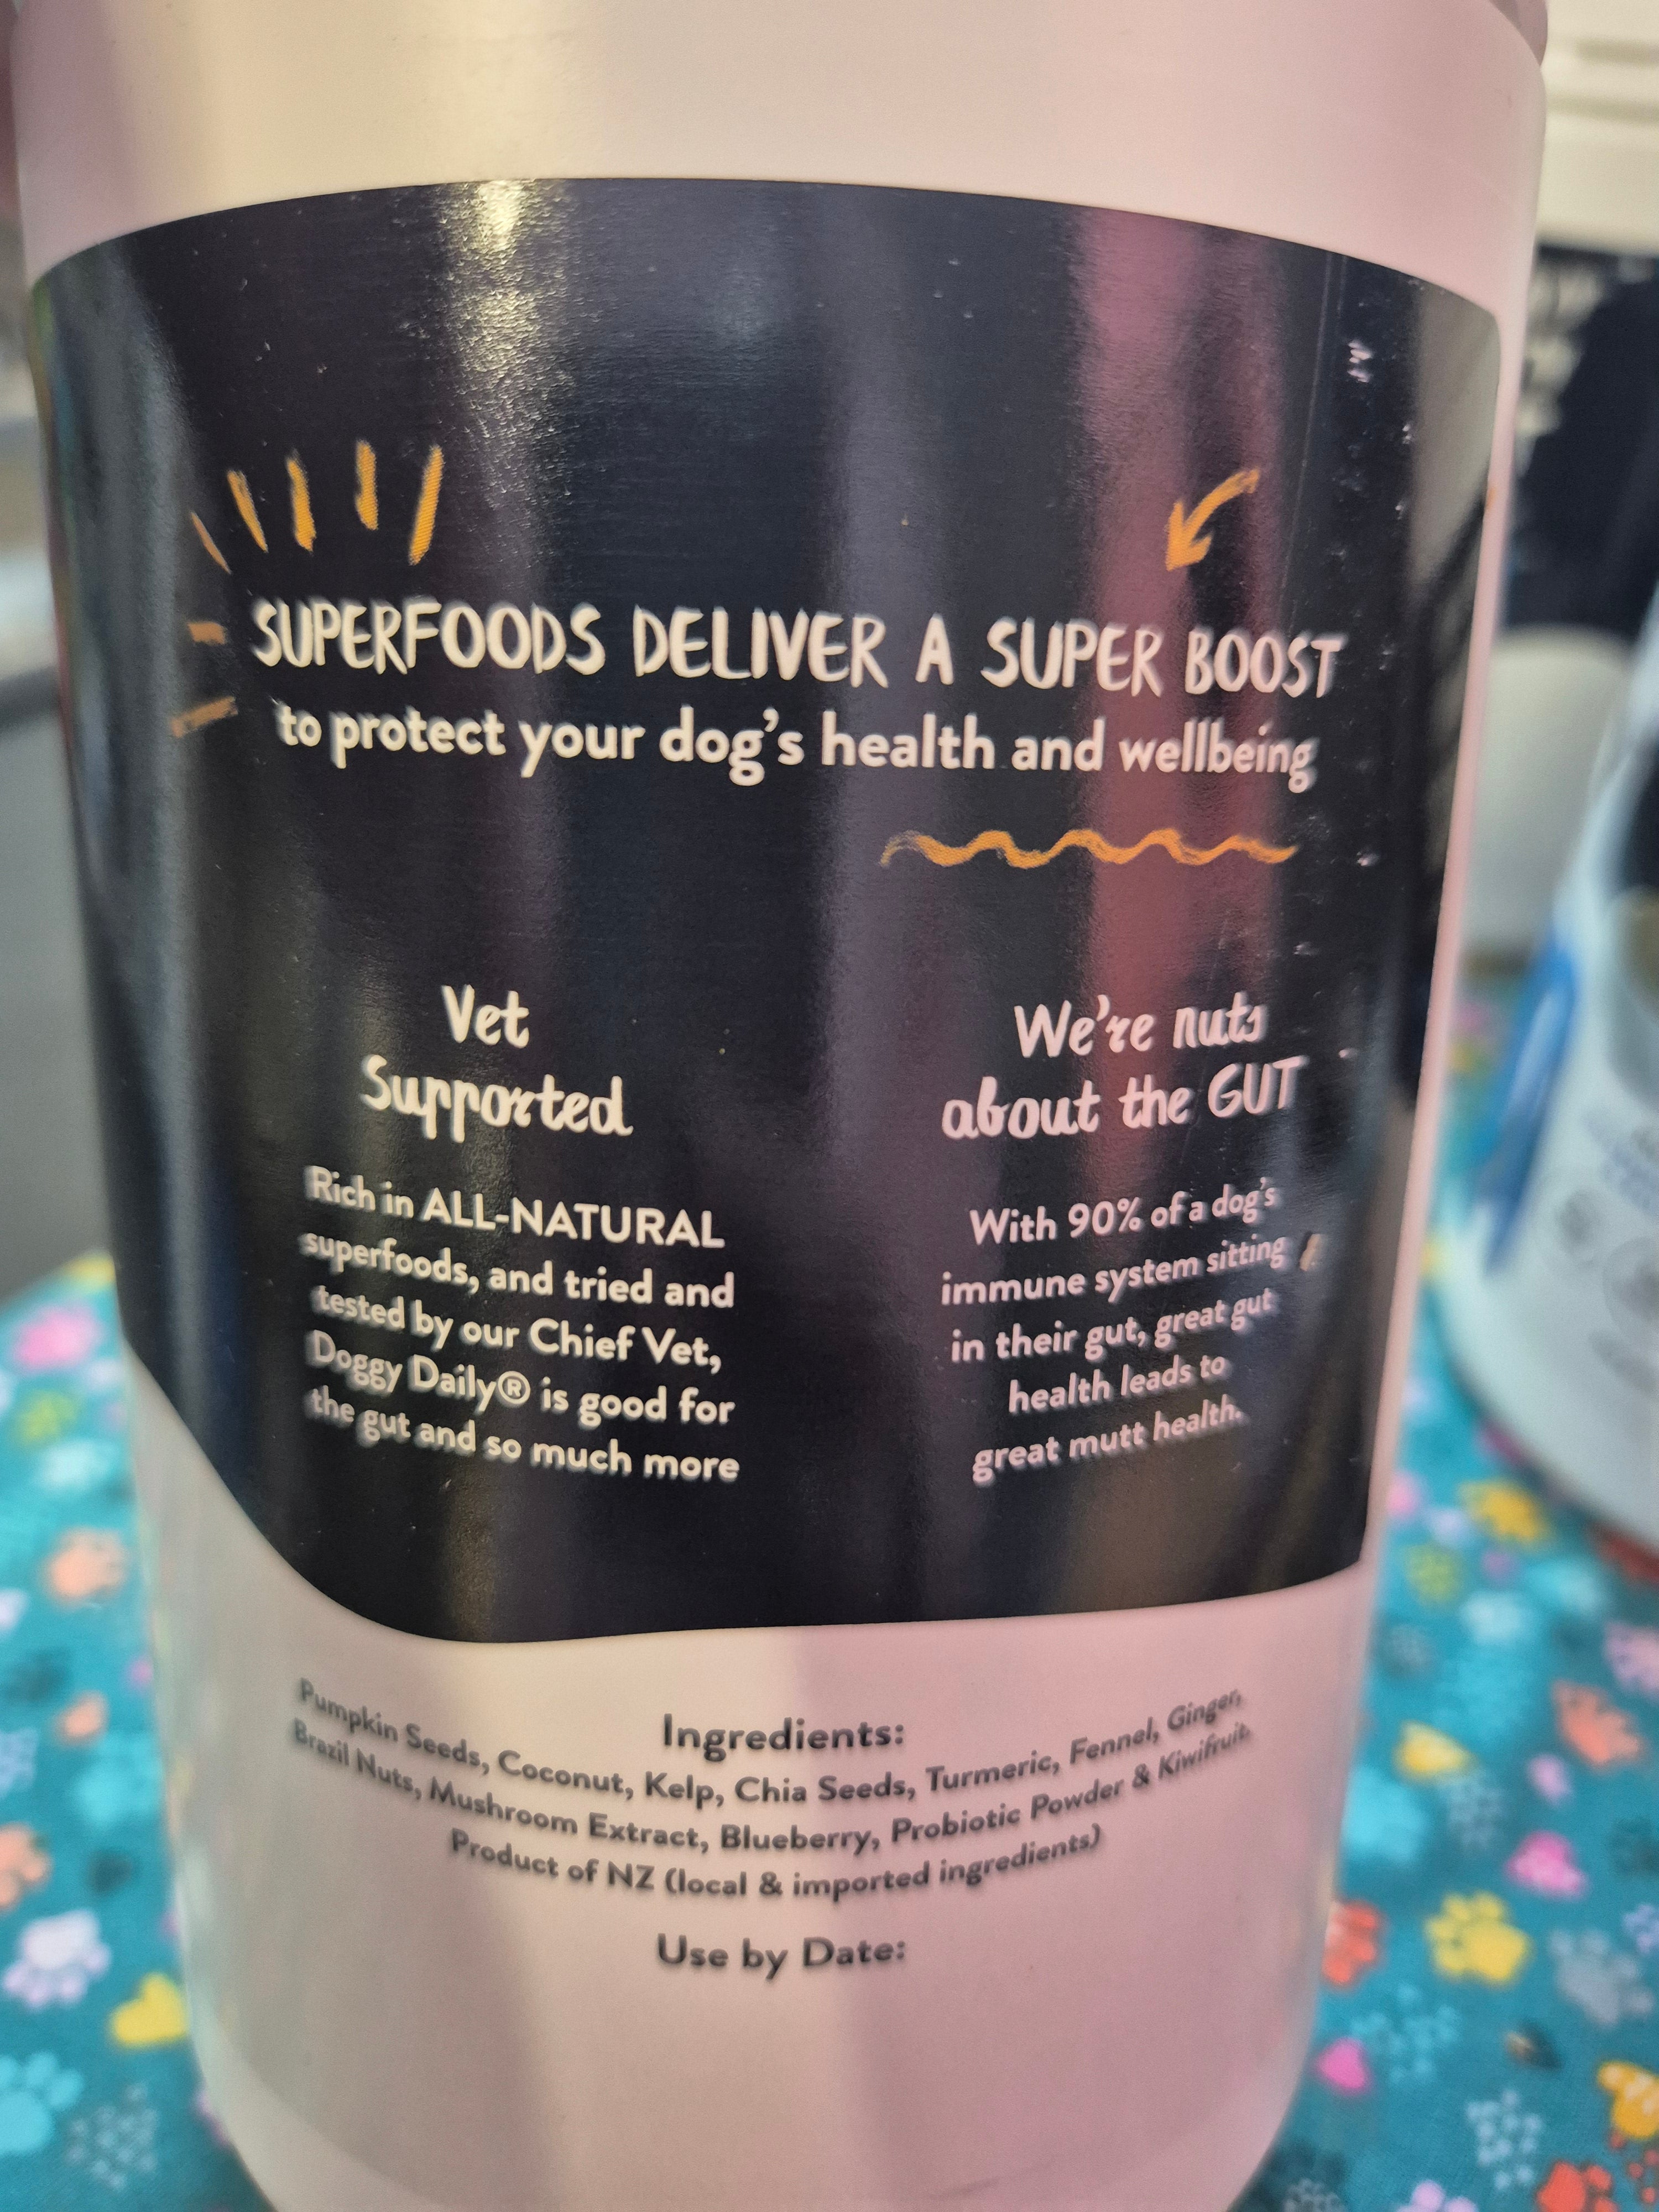 SUPERFOODS DELIVER A SUPER BOOST
to protect your dog's health and wellbeing
Vet
Supported
Rich in ALL-NATURAL
superfoods, and tried and
tested by our Chief Vet,
Doggy Daily® is good for
the gut and so much more
We're nuts
about the GUT
With 90% of a dog's
immune system sitting
in their gut, great gut
health leads to
great mutt health.
Ingredients:
Pumpkin Seeds, Coconut, Kelp, Chia Seeds, Turmeric, Fennel, Ginger,
Brazil Nuts, Mushroom Extract, Blueberry, Probiotic Powder & Kiwifruit.
Product of NZ (local & imported ingredients)
Use by Date: